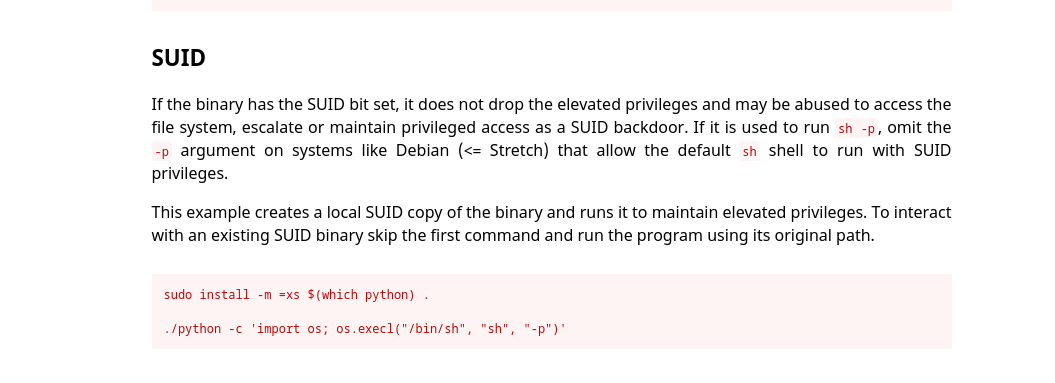 SUID
If the binary has the SUID bit set, it does not drop the elevated privileges and may be abused to access the
file system, escalate or maintain privileged access as a SUID backdoor. If it is used to run sh -p, omit the
-p argument on systems like Debian (<= Stretch) that allow the default sh shell to run with SUID
privileges.
This example creates a local SUID copy of the binary and runs it to maintain elevated privileges. To interact
with an existing SUID binary skip the first command and run the program using its original path.
sudo install -m =xs $(which python) .
./python -c 'import os; os.execl("/bin/sh", "sh", "-p")'